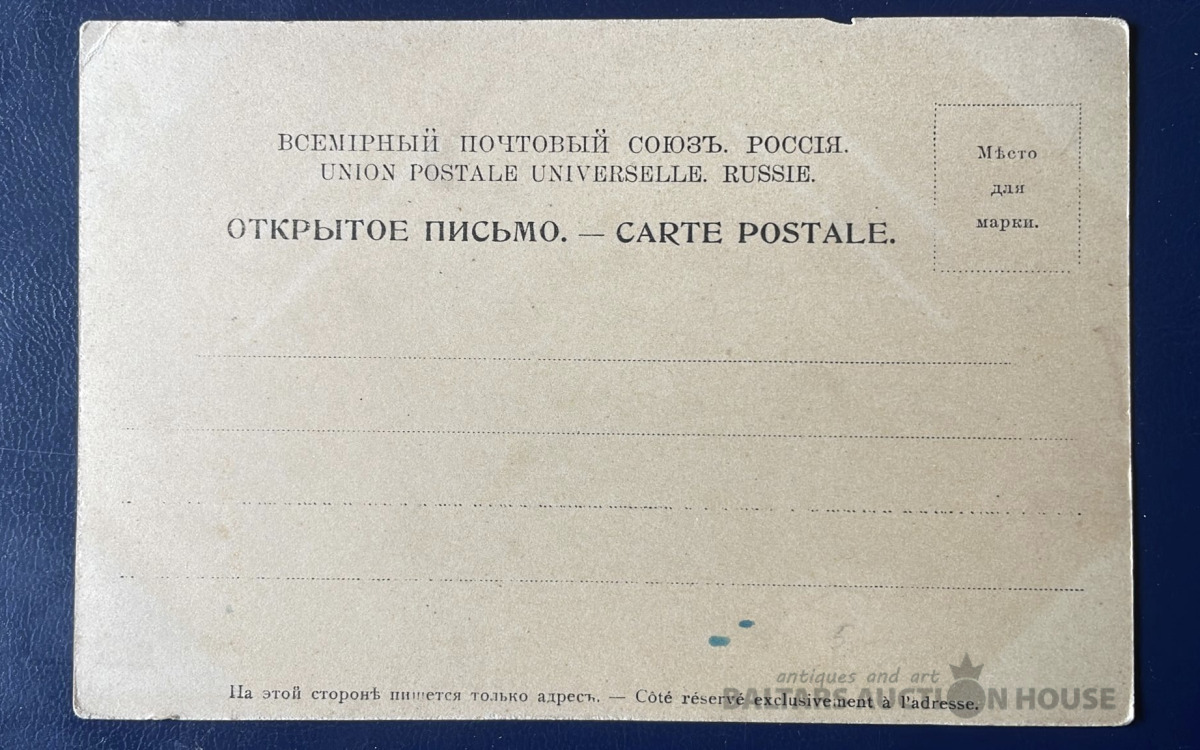 ВСЕМІРНЫЙ ПОЧТОВЫЙ СОЮЗЪ. РОССІЯ.
UNION POSTALE UNIVERSELLE. RUSSIE.
ОТКРЫТОЕ ПИСЬМО. — CARTE POSTALE.
Мѣсто
для
марки.
На этой сторонѣ пишется только адресъ. — Côté réservé exclusivement à l'adresse.
antiques and art
BALTARS AUCTION HOUSE